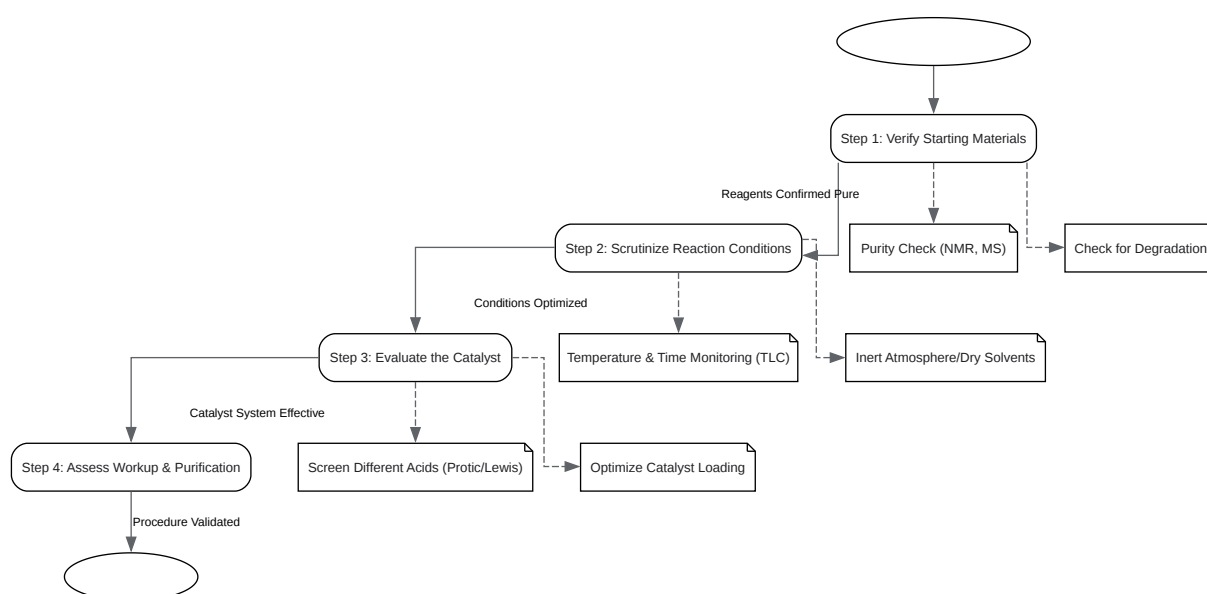 Step 1: Verify Starting Materials
Reagents Confirmed Pure
Step 2: Scrutinize Reaction Conditions
Purity Check (NMR, MS)
Check for Degradation
Conditions Optimized
Step 3: Evaluate the Catalyst
Temperature & Time Monitoring (TLC)
Inert Atmosphere/Dry Solvents
Catalyst System Effective
Step 4: Assess Workup & Purification
Screen Different Acids (Protic/Lewis)
Optimize Catalyst Loading
Procedure Validated